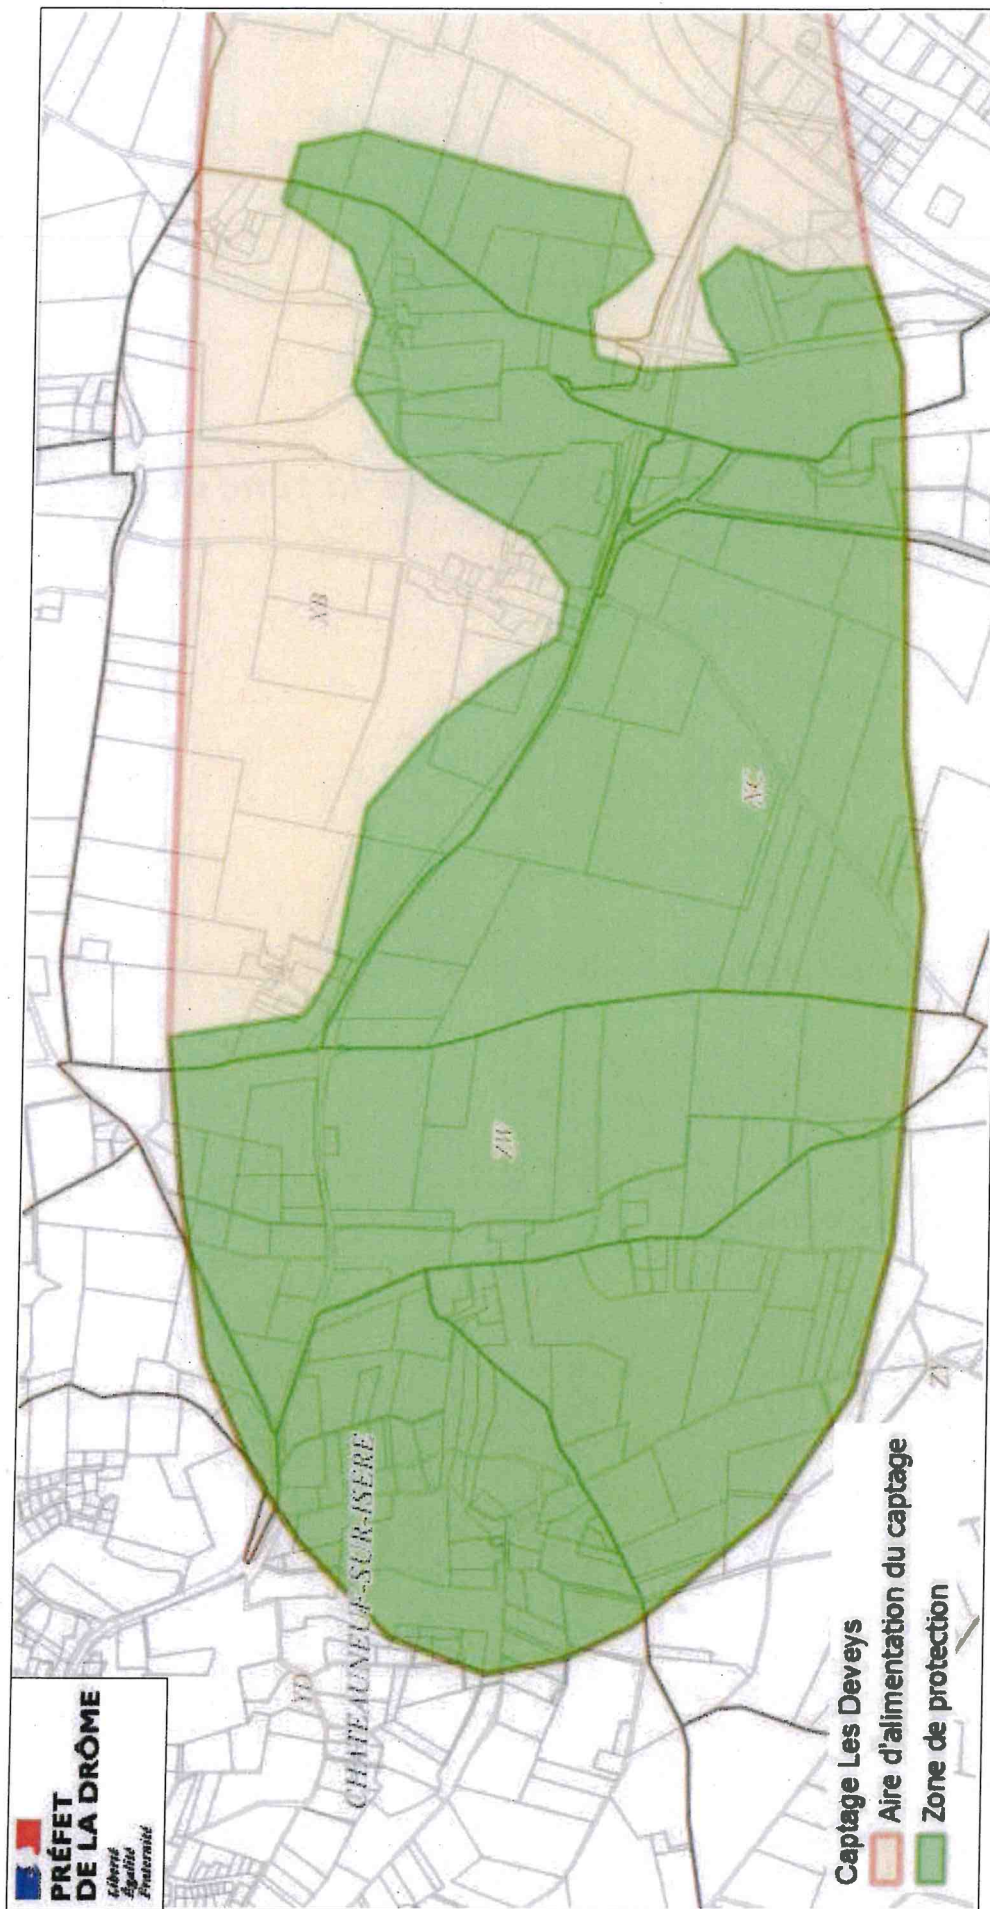 PRÉFET
DE LA DRÔME
Liberté
Égalité
Fraternité
YD
CHATEAUNEUF-SUR-ISERE
ZW
XB
Captage Les Deveys
Aire d'alimentation du captage
Zone de protection